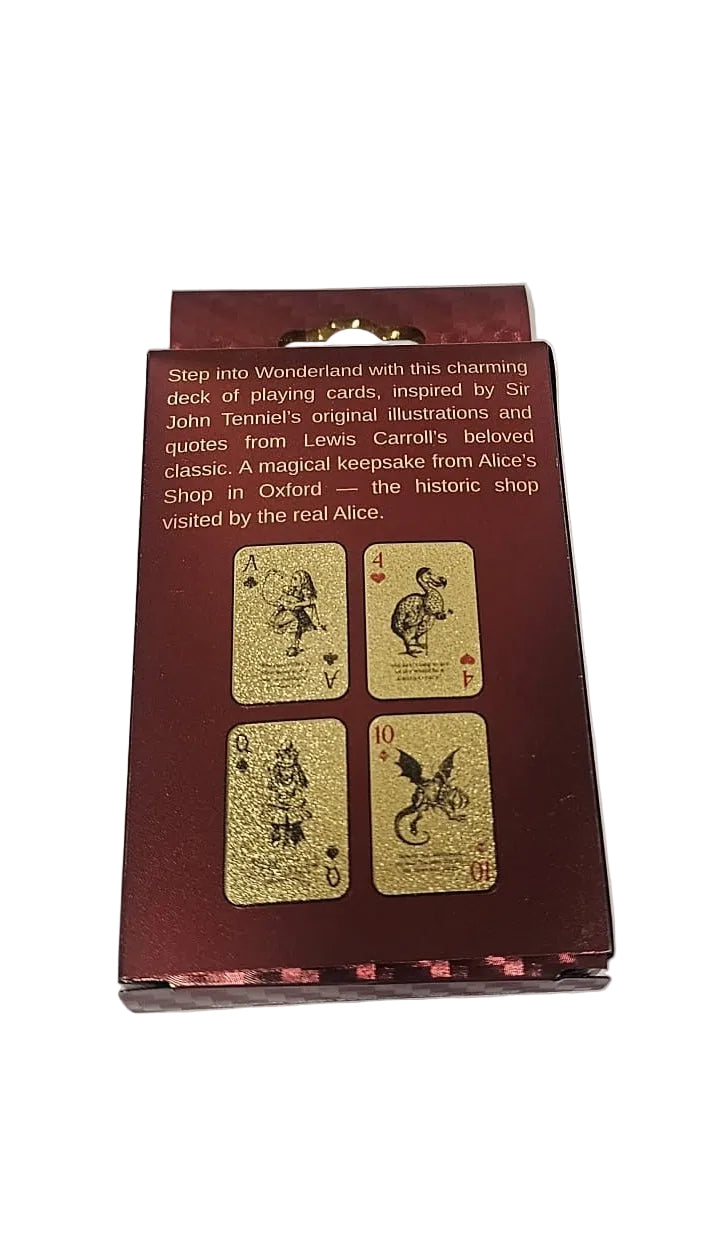 Step into Wonderland with this charming
deck of playing cards, inspired by Sir
John Tenniel's original illustrations and
quotes from Lewis Carroll's beloved
classic. A magical keepsake from Alice's
Shop in Oxford — the historic shop
visited by the real Alice.
A
A
4
4
Q
Q
10
10